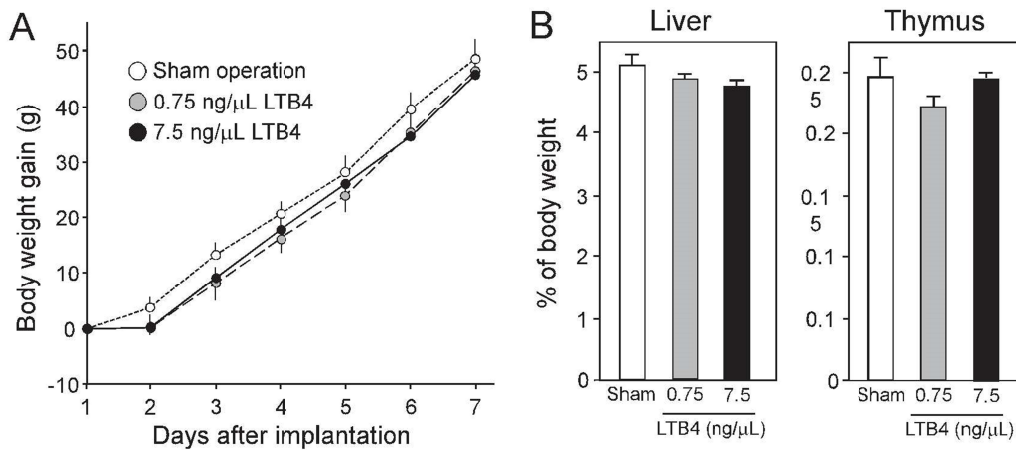 A
Body weight gain (g)
50
40
30
20
10
0
-10
Sham operation
0.75 ng/μL LTB4
7.5 ng/μL LTB4
1 2 3 4 5 6 7
Days after implantation
B
Liver
% of body weight
5
4
3
2
1
0
Sham 0.75 7.5
LTB4 (ng/μL)
Thymus
0.2
5
0.2
0.1
5
0.1
0.1
0
Sham 0.75 7.5
LTB4 (ng/μL)